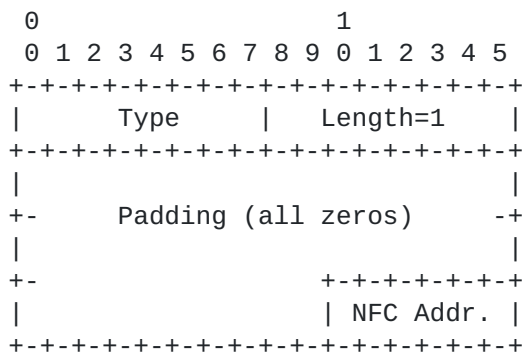 0                   1
 0 1 2 3 4 5 6 7 8 9 0 1 2 3 4 5
+-+-+-+-+-+-+-+-+-+-+-+-+-+-+-+-+
|      Type     |   Length=1    |
+-+-+-+-+-+-+-+-+-+-+-+-+-+-+-+-+
|                               |
+-     Padding (all zeros)     -+
|                               |
+-                  +-+-+-+-+-+-+
|                   | NFC Addr. |
+-+-+-+-+-+-+-+-+-+-+-+-+-+-+-+-+